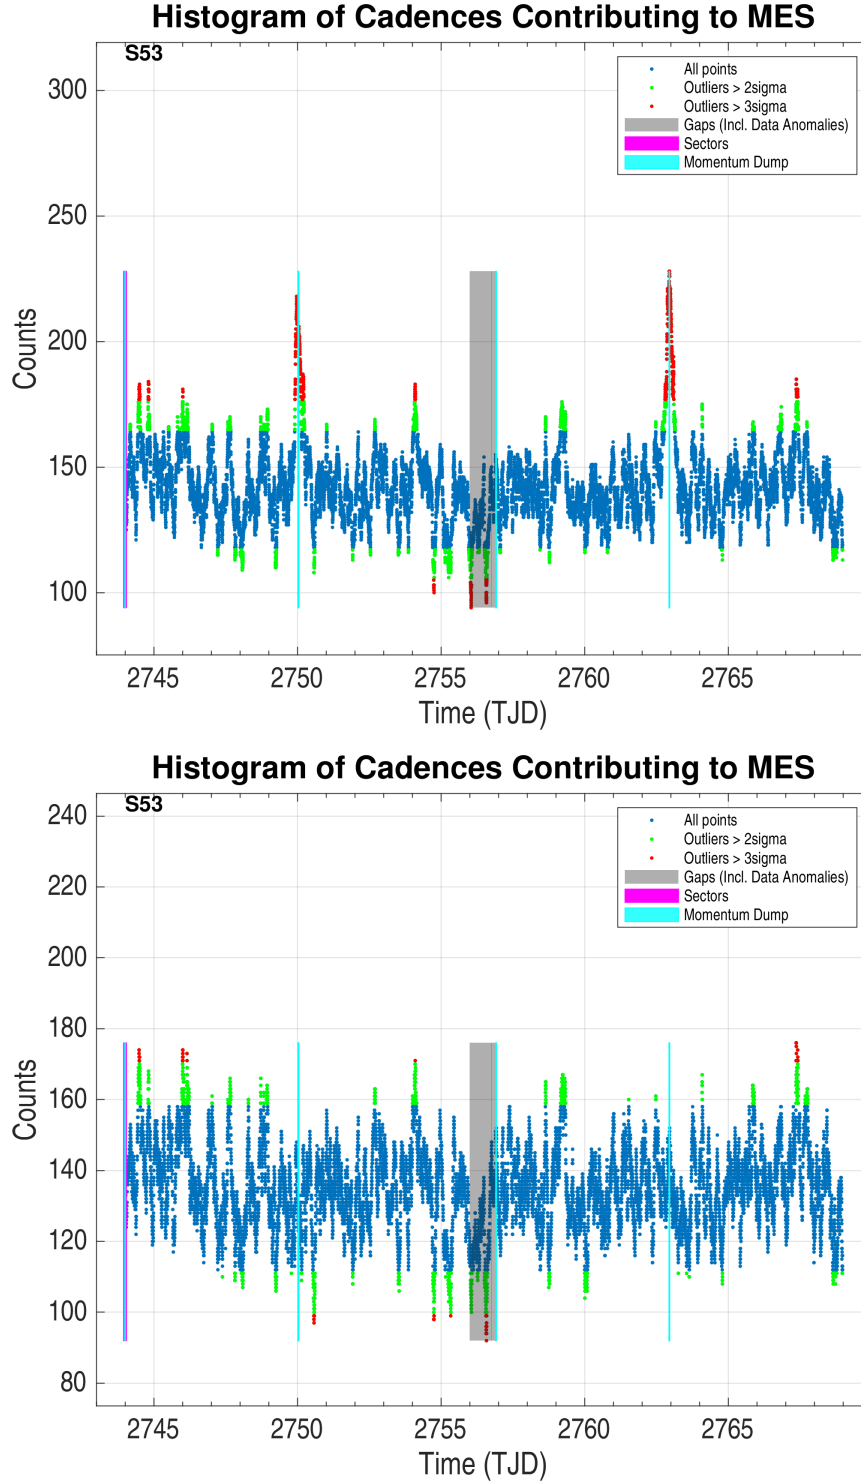 Histogram of Cadences Contributing to MES
S53
All points
Outliers > 2sigma
Outliers > 3sigma
Gaps (Incl. Data Anomalies)
Sectors
Momentum Dump
300
250
200
150
100
Counts
2745 2750 2755 2760 2765
Time (TJD)
Histogram of Cadences Contributing to MES
S53
All points
Outliers > 2sigma
Outliers > 3sigma
Gaps (Incl. Data Anomalies)
Sectors
Momentum Dump
240
220
200
180
160
140
120
100
80
Counts
2745 2750 2755 2760 2765
Time (TJD)